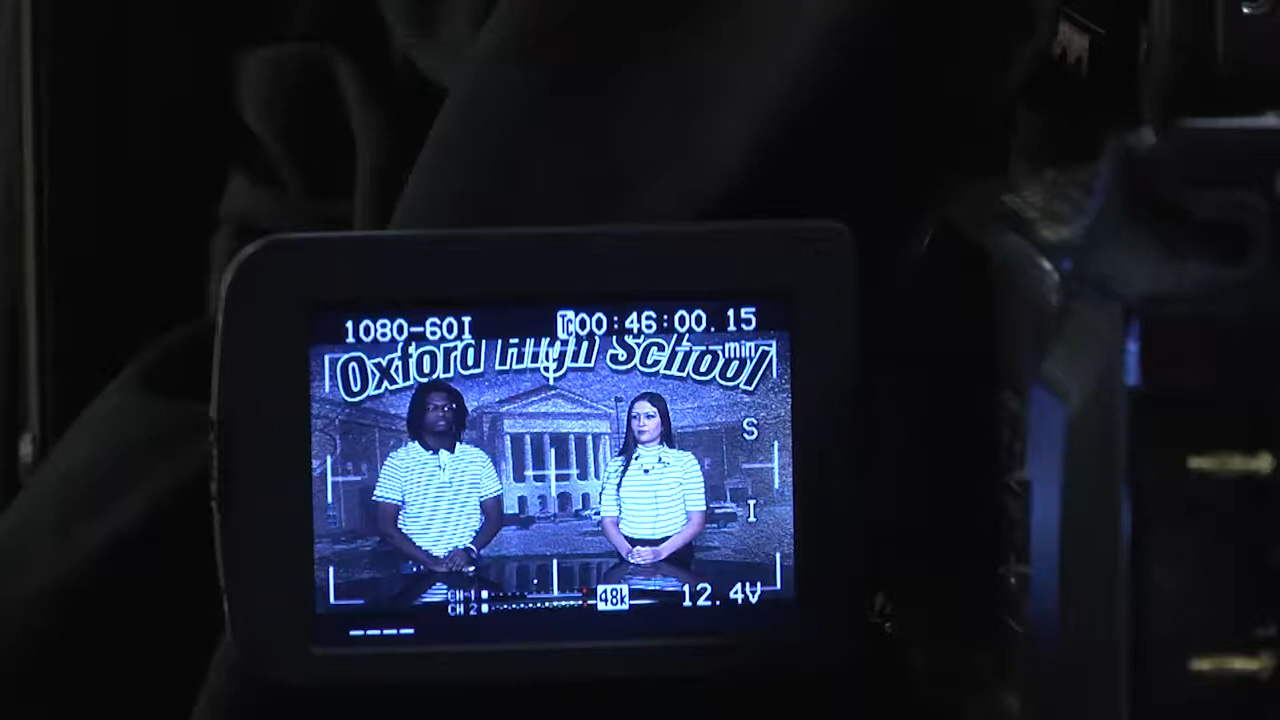 1080-60I TC00:46:00.15
Oxford High School
min
S
I
CH 1
48k 12.4V
CH 2